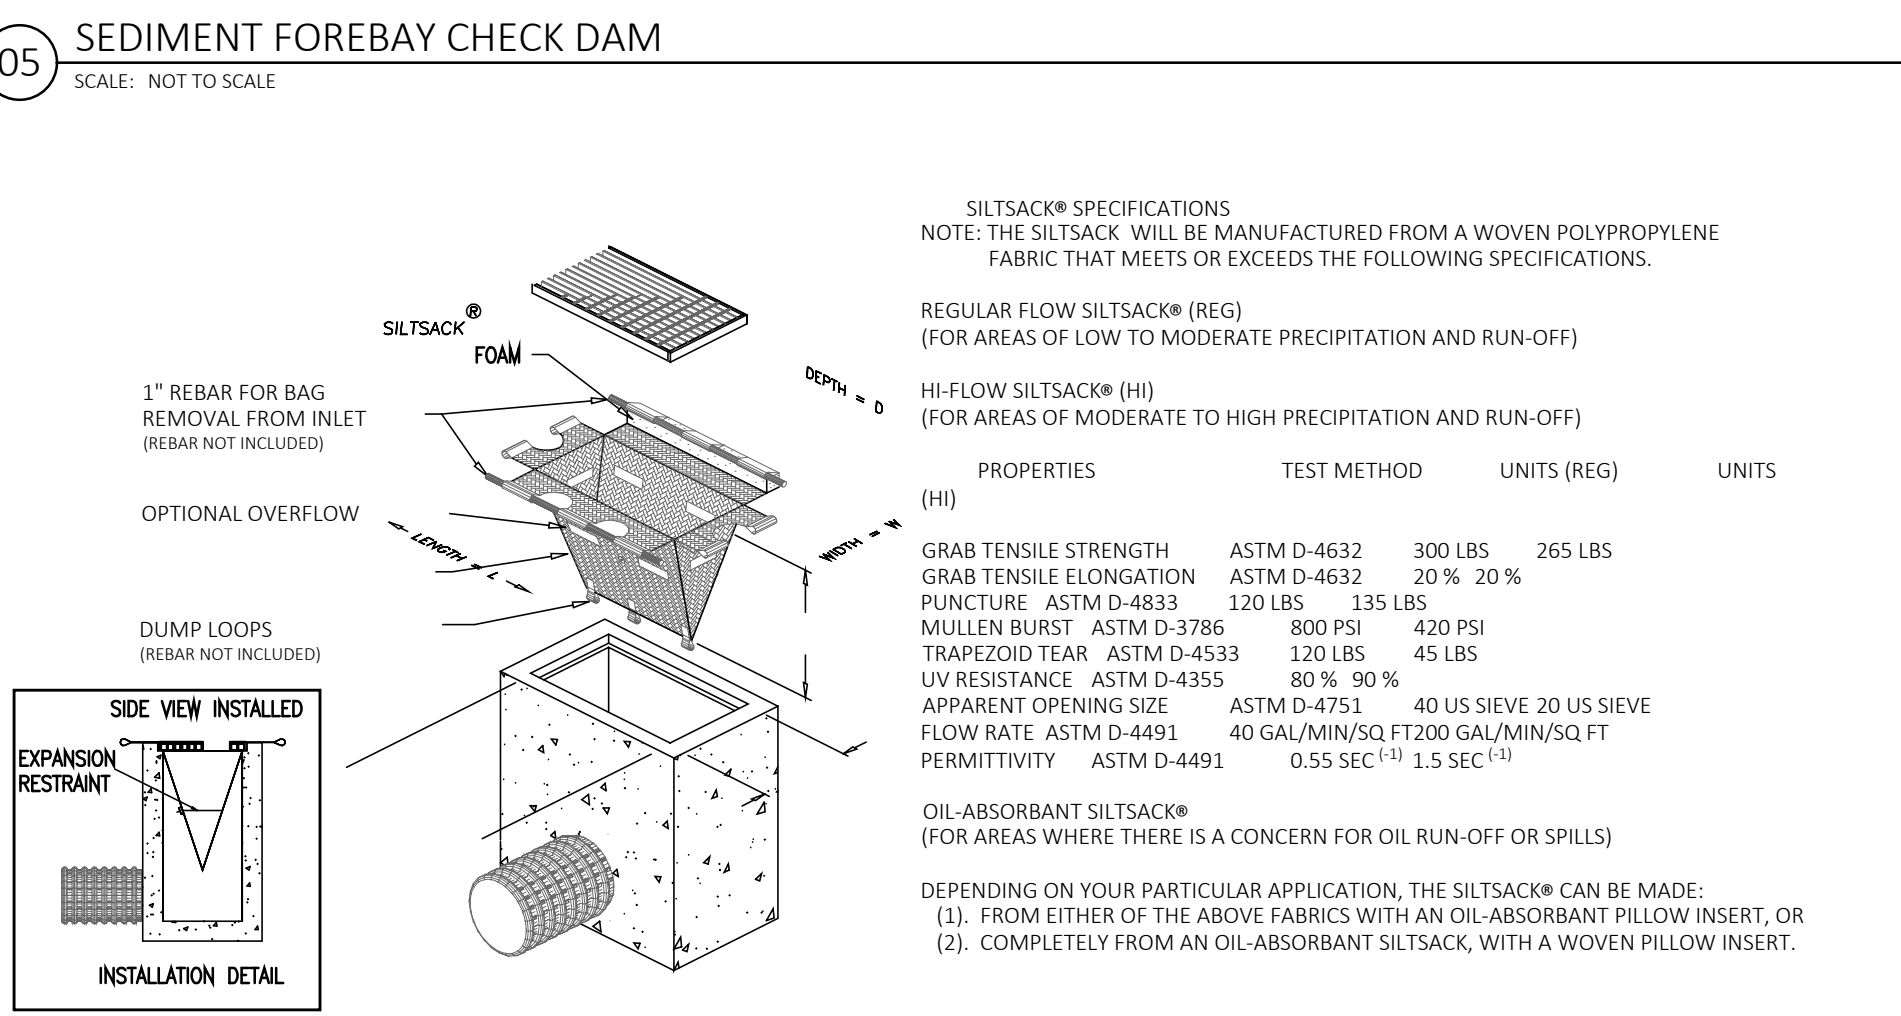 05
SEDIMENT FOREBAY CHECK DAM
SCALE: NOT TO SCALE
SILTSACK®
FOAM
1" REBAR FOR BAG
REMOVAL FROM INLET
(REBAR NOT INCLUDED)
OPTIONAL OVERFLOW
DUMP LOOPS
(REBAR NOT INCLUDED)
DEPTH = D
LENGTH = L
WIDTH = W
SIDE VIEW INSTALLED
EXPANSION
RESTRAINT
INSTALLATION DETAIL
SILTSACK® SPECIFICATIONS
NOTE: THE SILTSACK WILL BE MANUFACTURED FROM A WOVEN POLYPROPYLENE
FABRIC THAT MEETS OR EXCEEDS THE FOLLOWING SPECIFICATIONS.
REGULAR FLOW SILTSACK® (REG)
(FOR AREAS OF LOW TO MODERATE PRECIPITATION AND RUN-OFF)
HI-FLOW SILTSACK® (HI)
(FOR AREAS OF MODERATE TO HIGH PRECIPITATION AND RUN-OFF)
PROPERTIES TEST METHOD UNITS (REG) UNITS
(HI)
GRAB TENSILE STRENGTH ASTM D-4632 300 LBS 265 LBS
GRAB TENSILE ELONGATION ASTM D-4632 20 % 20 %
PUNCTURE ASTM D-4833 120 LBS 135 LBS
MULLEN BURST ASTM D-3786 800 PSI 420 PSI
TRAPEZOID TEAR ASTM D-4533 120 LBS 45 LBS
UV RESISTANCE ASTM D-4355 80 % 90 %
APPARENT OPENING SIZE ASTM D-4751 40 US SIEVE 20 US SIEVE
FLOW RATE ASTM D-4491 40 GAL/MIN/SQ FT200 GAL/MIN/SQ FT
PERMITTIVITY ASTM D-4491 0.55 SEC (-1) 1.5 SEC (-1)
OIL-ABSORBANT SILTSACK®
(FOR AREAS WHERE THERE IS A CONCERN FOR OIL RUN-OFF OR SPILLS)
DEPENDING ON YOUR PARTICULAR APPLICATION, THE SILTSACK® CAN BE MADE:
(1). FROM EITHER OF THE ABOVE FABRICS WITH AN OIL-ABSORBANT PILLOW INSERT, OR
(2). COMPLETELY FROM AN OIL-ABSORBANT SILTSACK, WITH A WOVEN PILLOW INSERT.